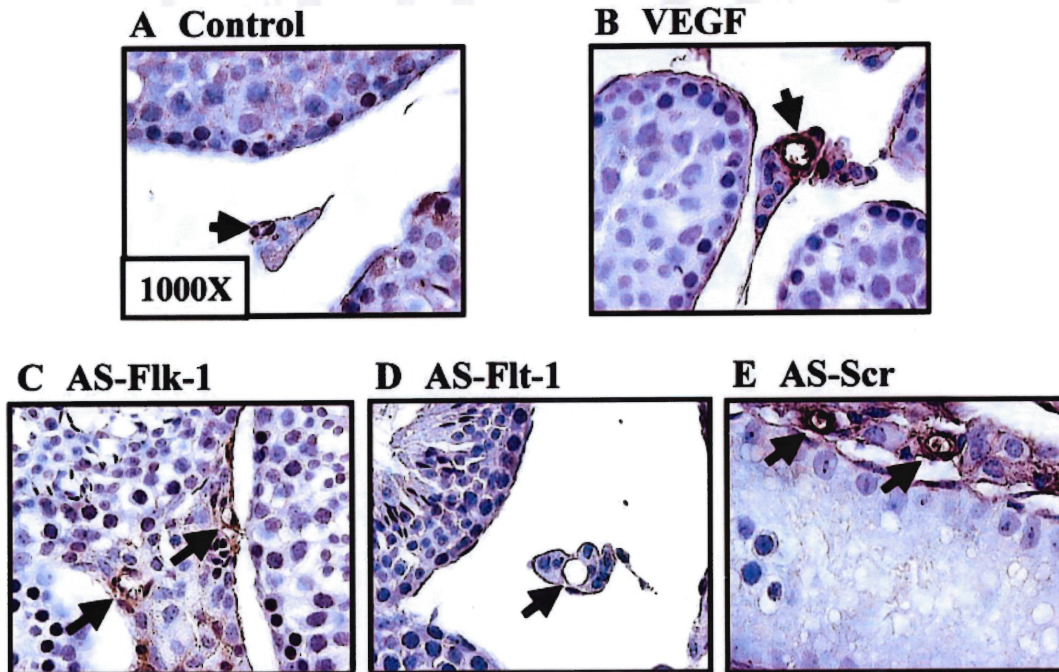 A Control
B VEGF
1000X
C AS-Flk-1
D AS-Flt-1
E AS-Scr